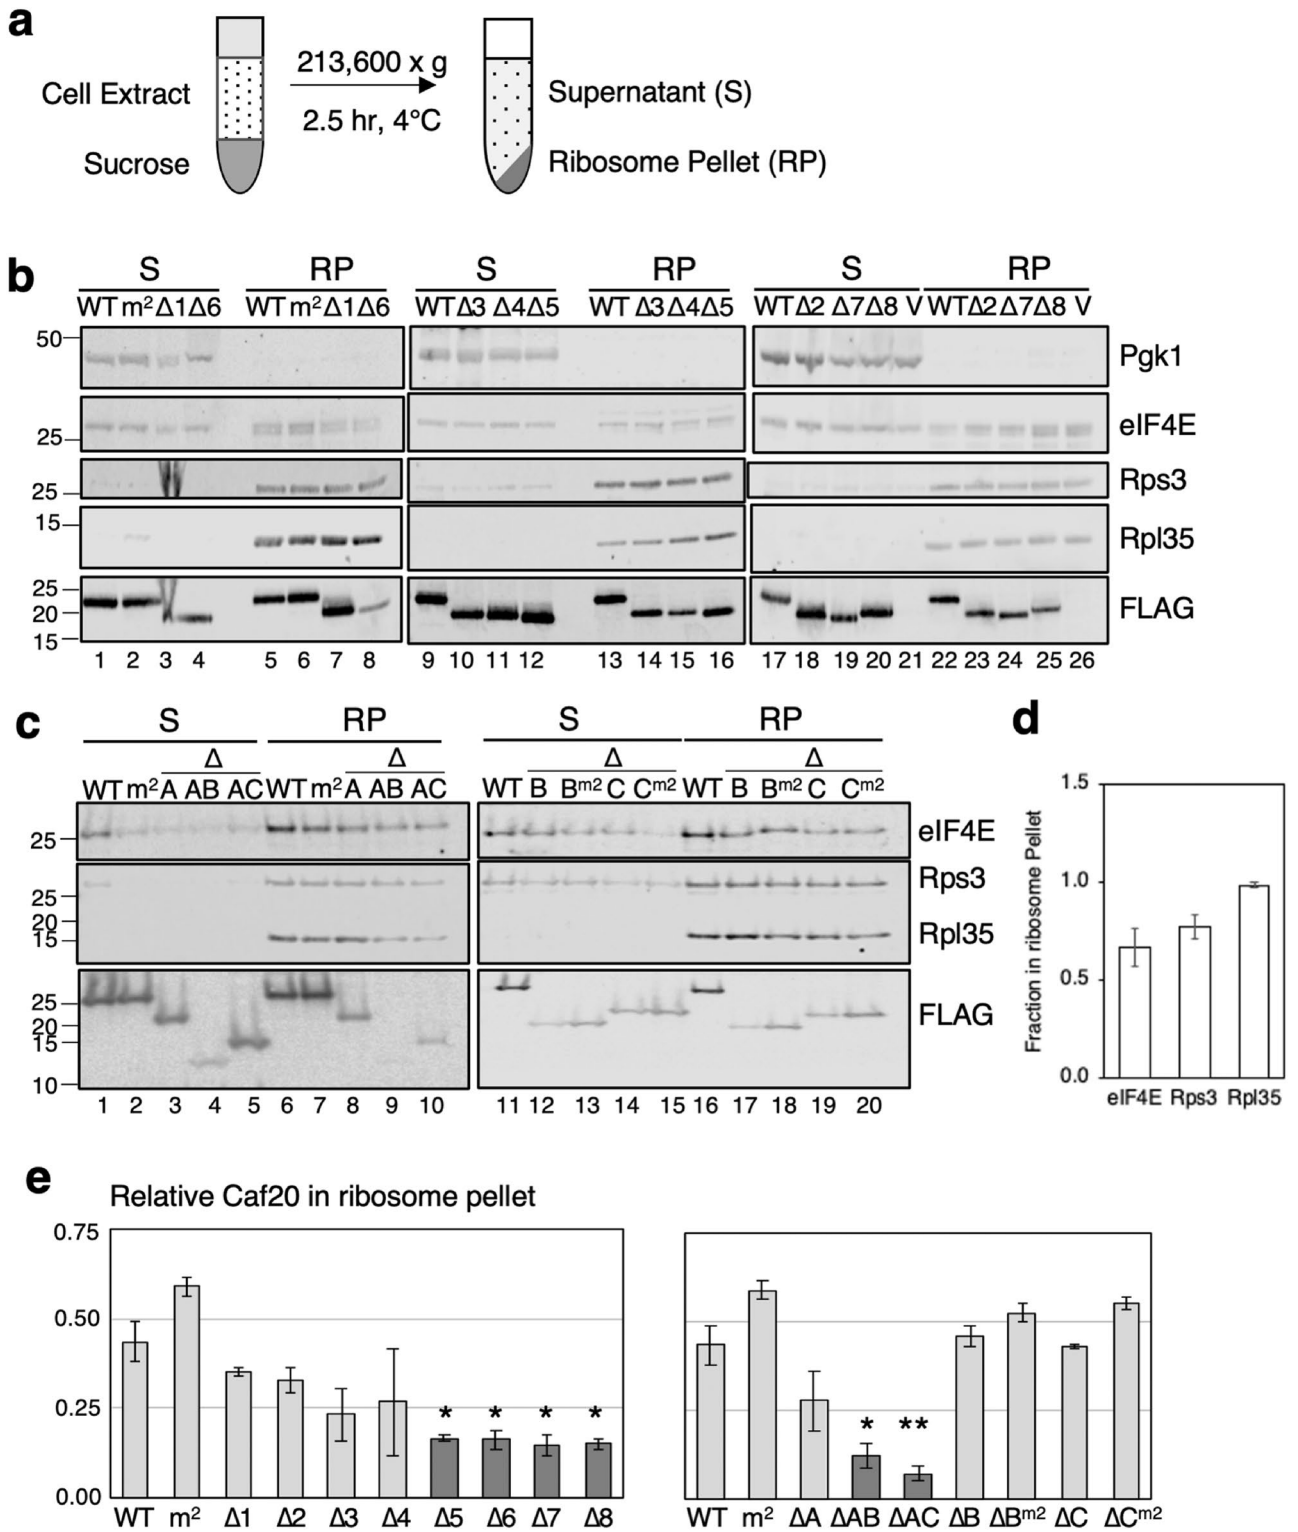 a
213,600 x g
Cell Extract
Supernatant (S)
2.5 hr, 4°C
Sucrose
Ribosome Pellet (RP)
b
S RP S RP S RP
WT m² Δ1 Δ6 WT m² Δ1 Δ6 WT Δ3 Δ4 Δ5 WT Δ3 Δ4 Δ5 WT Δ2 Δ7 Δ8 V WT Δ2 Δ7 Δ8 V
50
Pgk1
25
eIF4E
25
Rps3
15
Rpl35
25
20
15
FLAG
1 2 3 4 5 6 7 8 9 10 11 12 13 14 15 16 17 18 19 20 21 22 23 24 25 26
c
S RP S RP
Δ Δ Δ Δ
WT m² A AB AC WT m² A AB AC WT B Bᵐ² C Cᵐ² WT B Bᵐ² C Cᵐ²
25
eIF4E
25
Rps3
20
15
Rpl35
25
20
15
10
FLAG
1 2 3 4 5 6 7 8 9 10 11 12 13 14 15 16 17 18 19 20
d
Fraction in ribosome Pellet
1.5
1.0
0.5
0.0
eIF4E Rps3 Rpl35
e
Relative Caf20 in ribosome pellet
0.75
0.50
0.25
0.00
* * * *
WT m² Δ1 Δ2 Δ3 Δ4 Δ5 Δ6 Δ7 Δ8
* **
WT m² ΔA ΔAB ΔAC ΔB ΔBᵐ² ΔC ΔCᵐ²